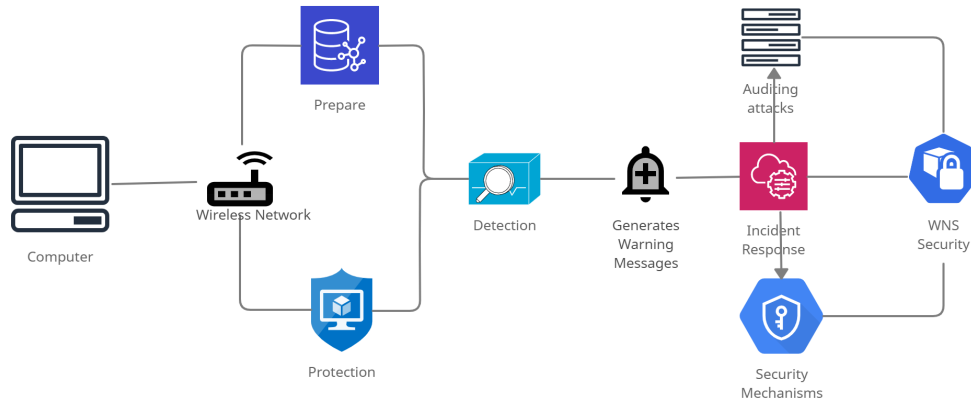 Prepare
Computer
Wireless Network
Protection
Detection
Generates
Warning
Messages
Auditing
attacks
Incident
Response
Security
Mechanisms
WNS
Security